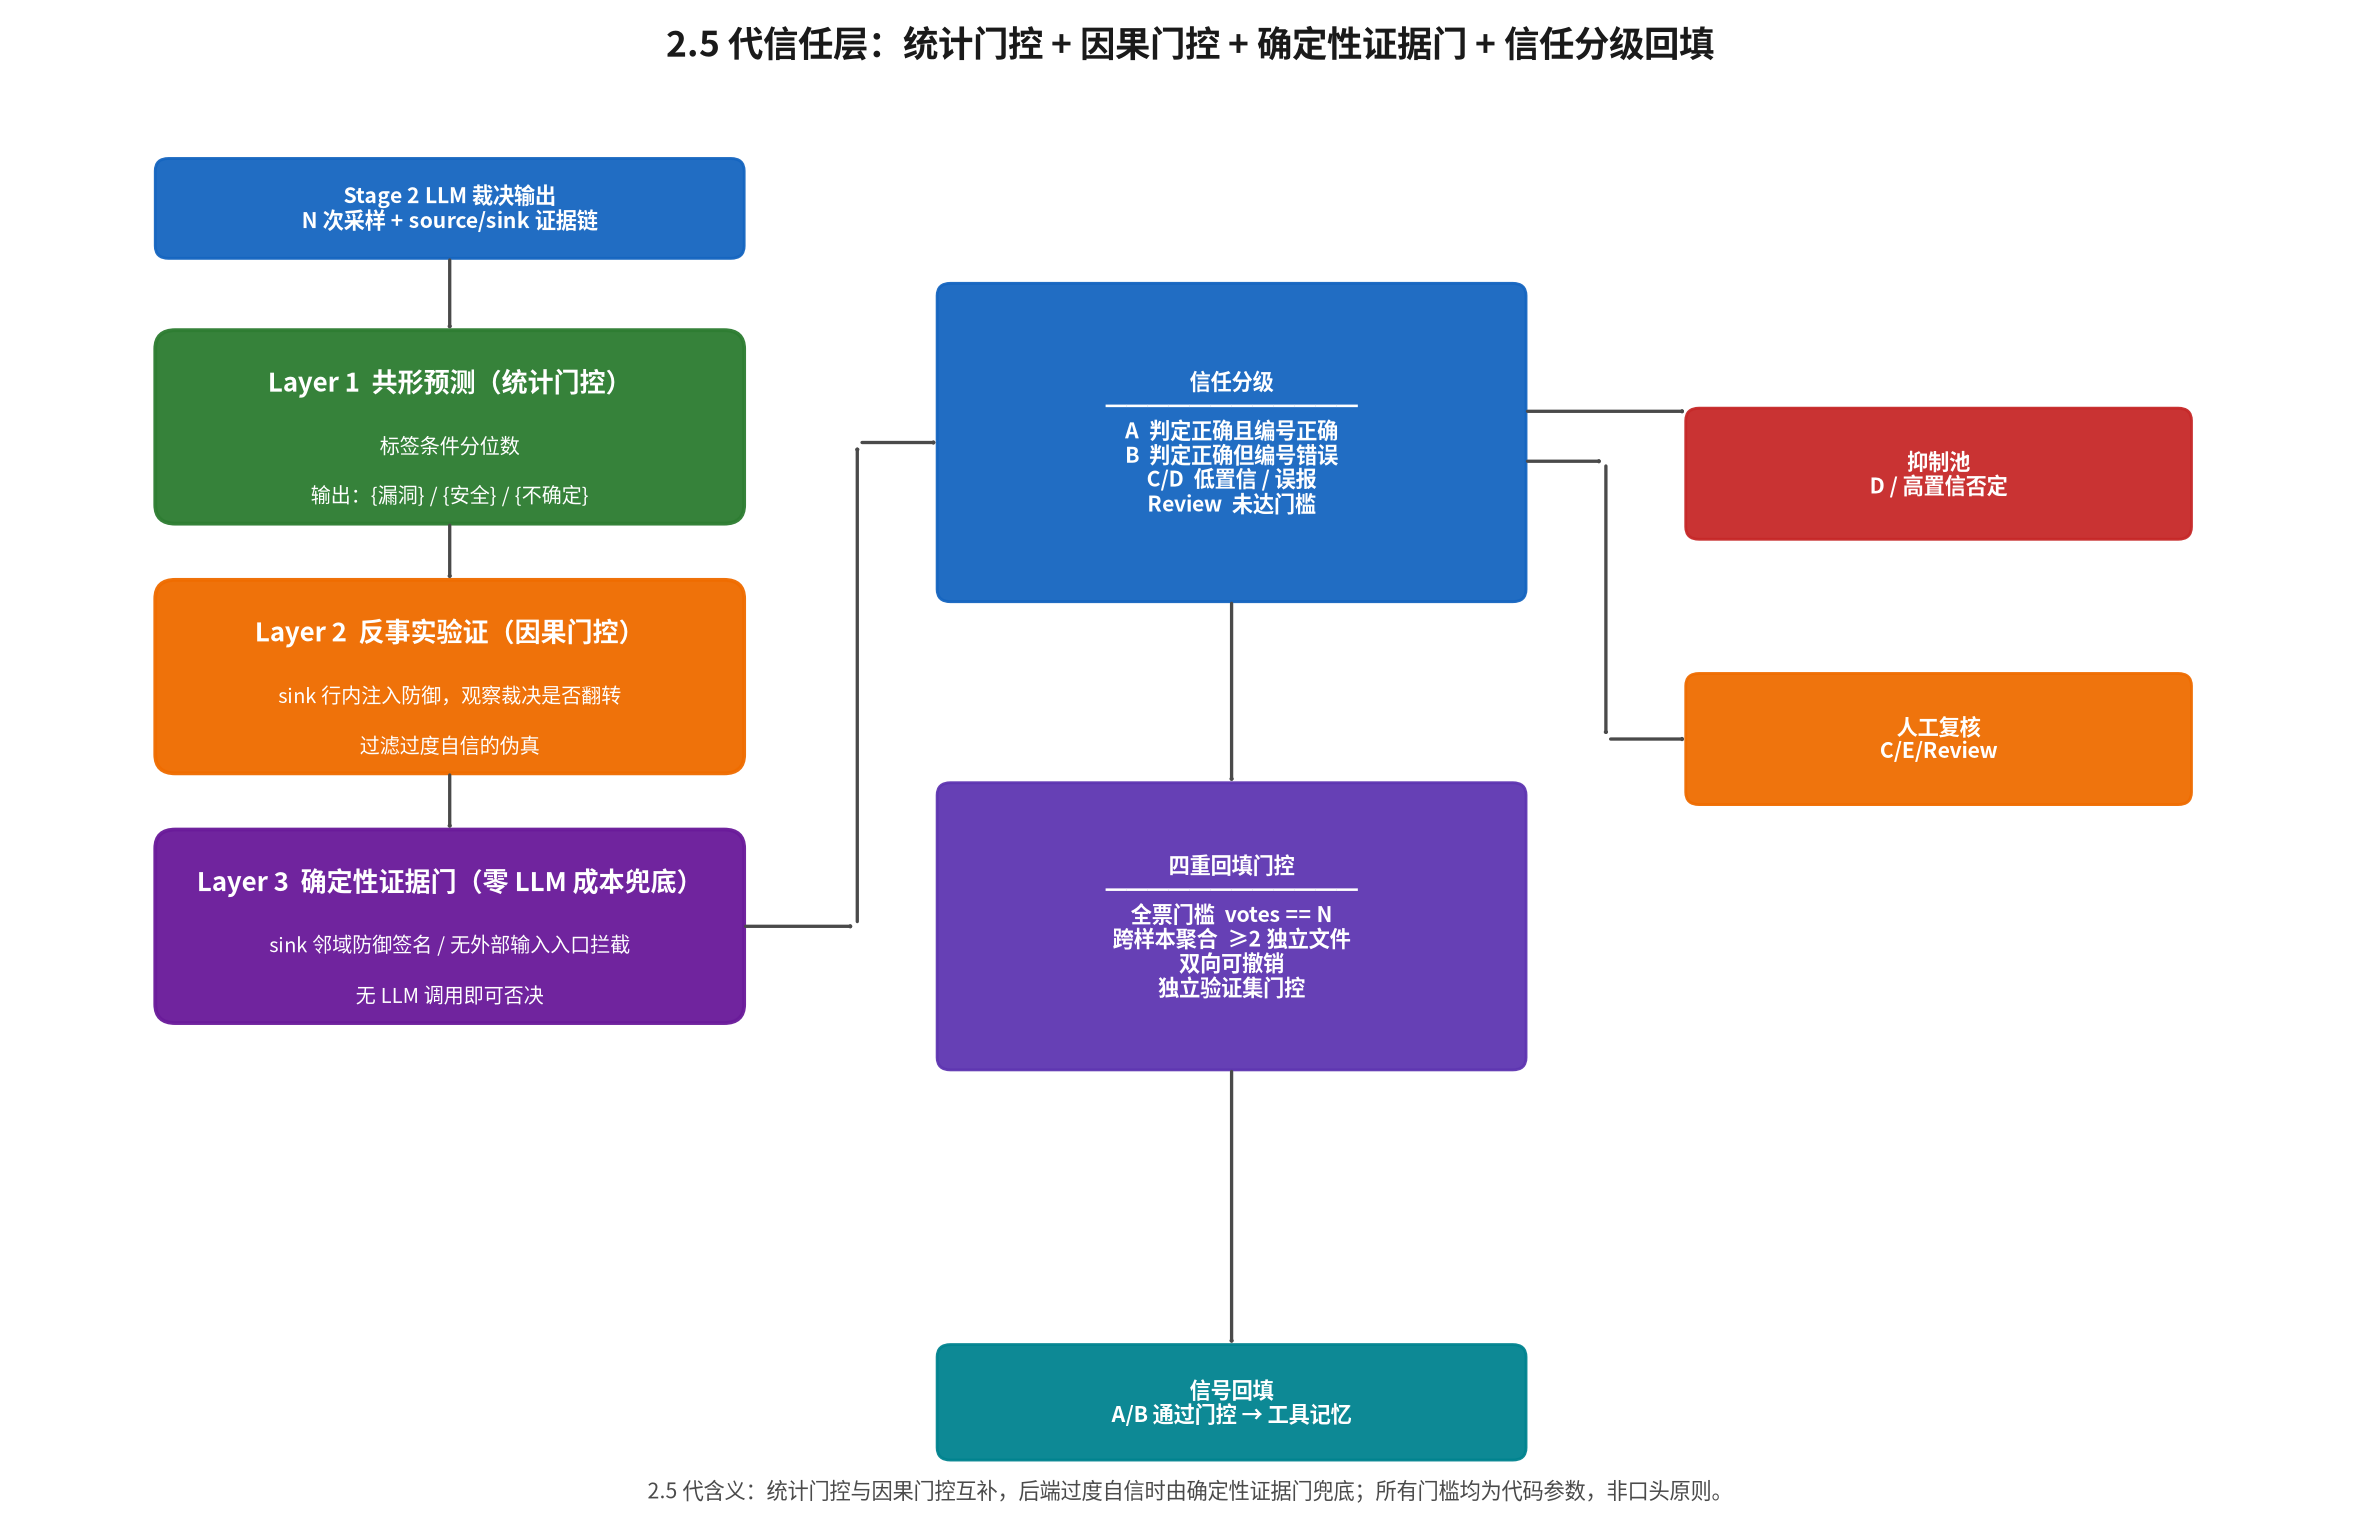 2.5 代信任层：统计门控 + 因果门控 + 确定性证据门 + 信任分级回填
Stage 2 LLM 裁决输出
N 次采样 + source/sink 证据链
Layer 1 共形预测（统计门控）
标签条件分位数
输出：{漏洞} / {安全} / {不确定}
Layer 2 反事实验证（因果门控）
sink 行内注入防御，观察裁决是否翻转
过滤过度自信的伪真
Layer 3 确定性证据门（零 LLM 成本兜底）
sink 邻域防御签名 / 无外部输入入口拦截
无 LLM 调用即可否决
信任分级
A 判定正确且编号正确
B 判定正确但编号错误
C/D 低置信 / 误报
Review 未达门槛
四重回填门控
全票门槛 votes == N
跨样本聚合 ≥2 独立文件
双向可撤销
独立验证集门控
信号回填
A/B 通过门控 → 工具记忆
抑制池
D / 高置信否定
人工复核
C/E/Review
2.5 代含义：统计门控与因果门控互补，后端过度自信时由确定性证据门兜底；所有门槛均为代码参数，非口头原则。